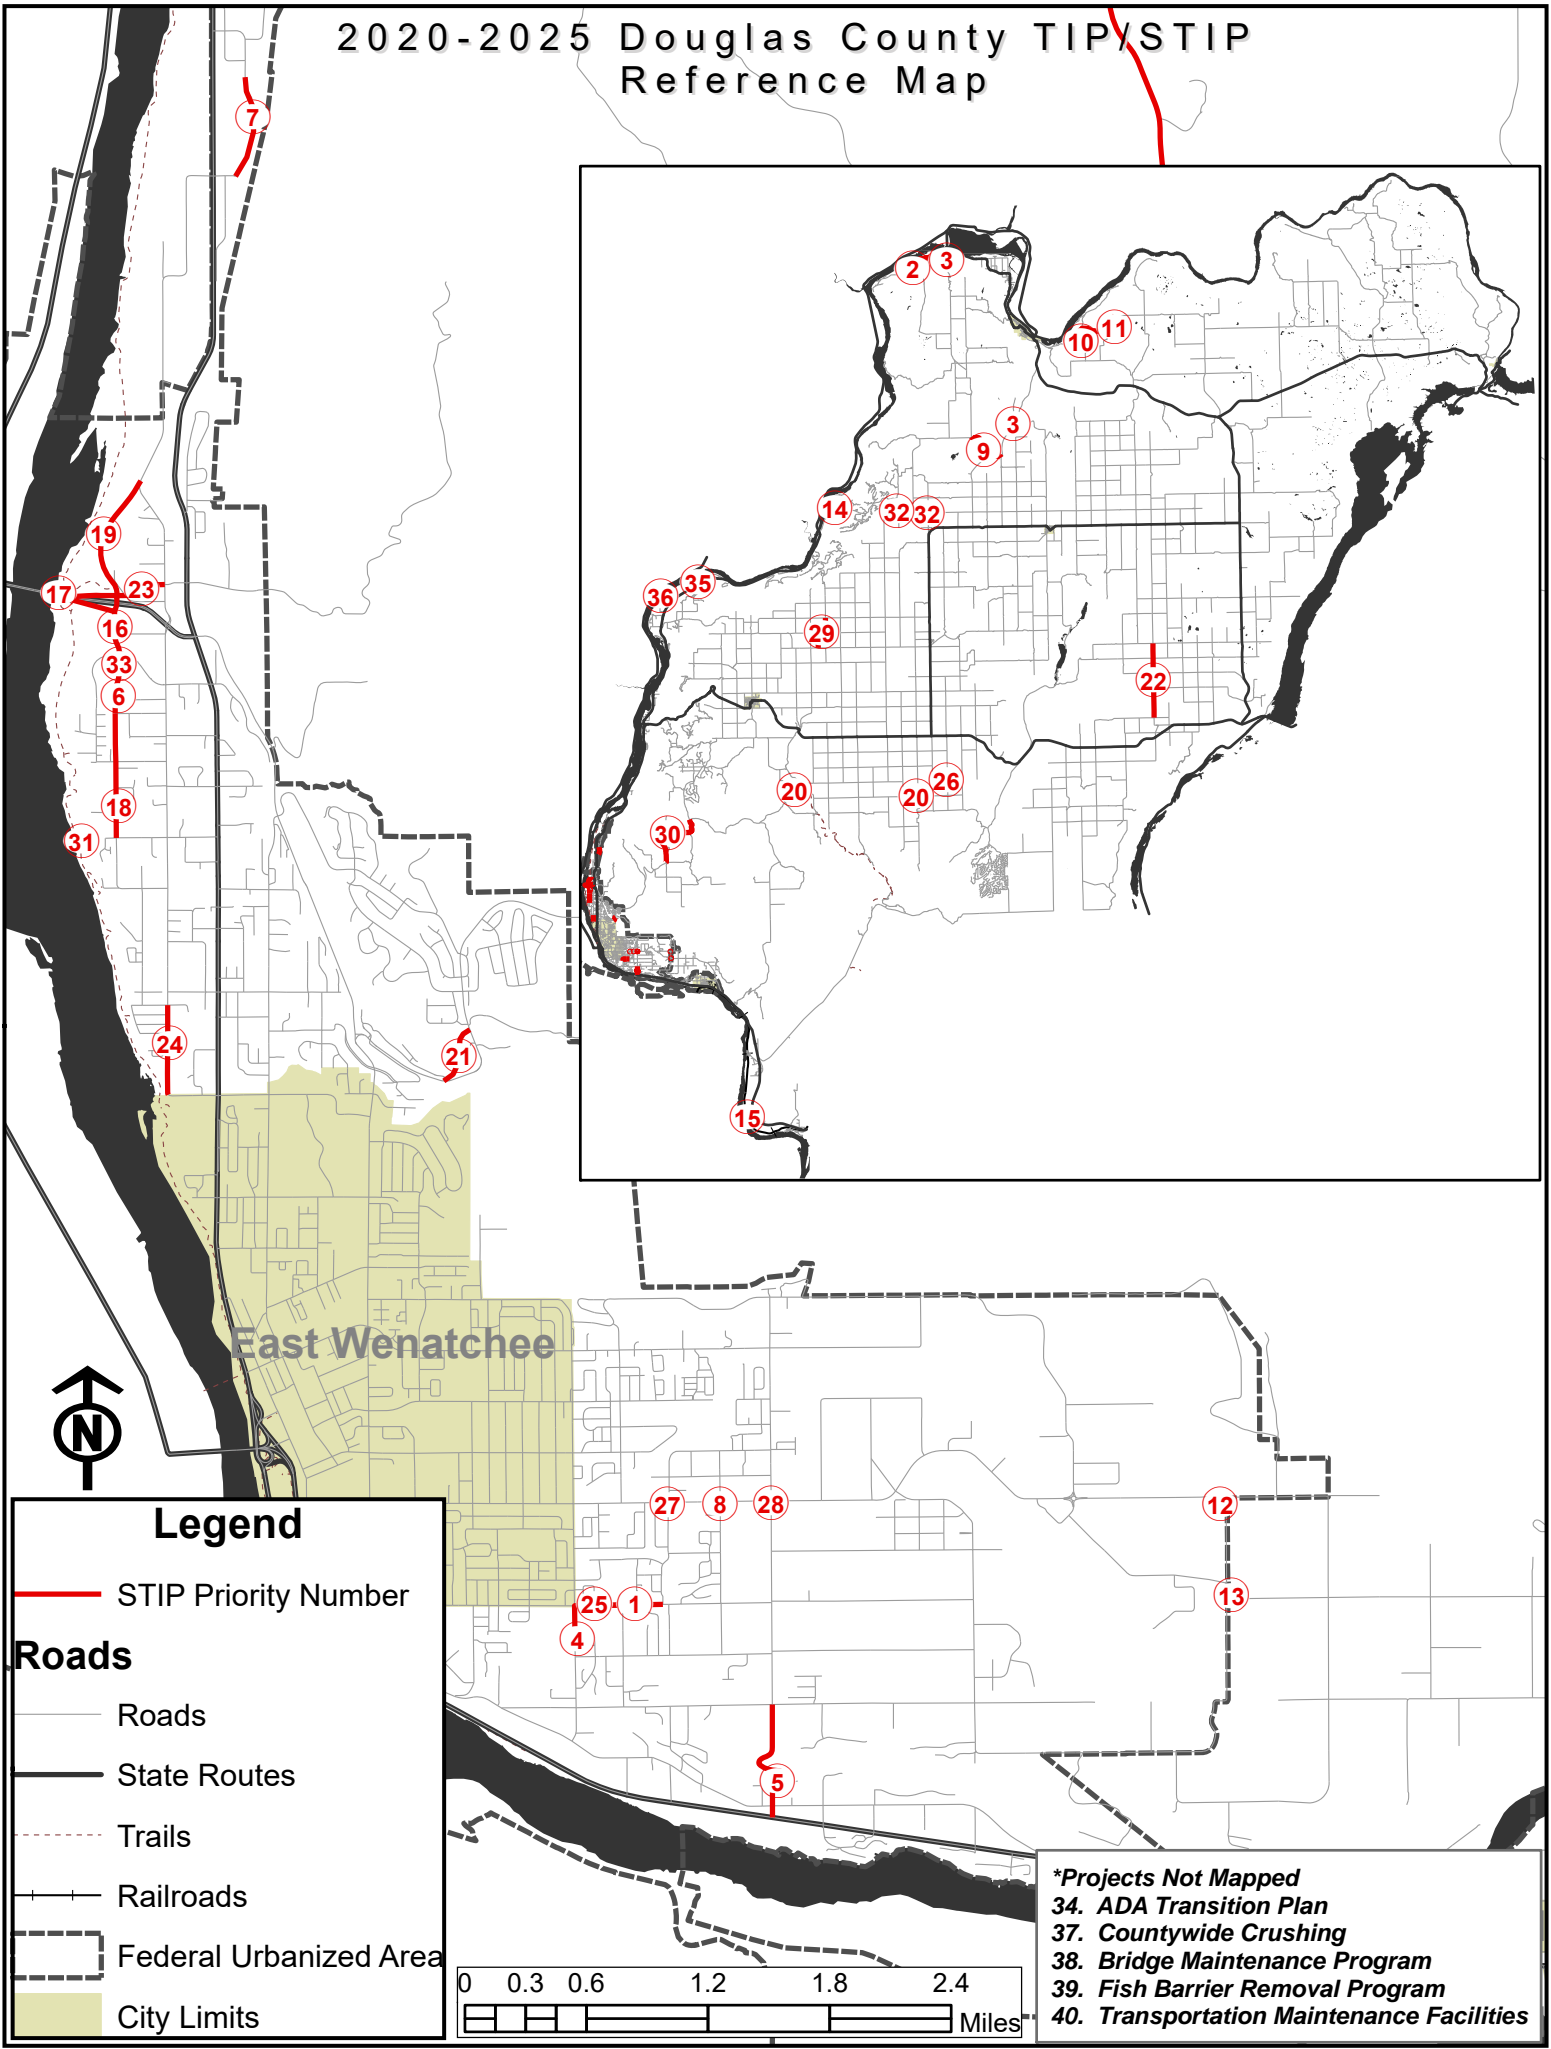 2020-2025 Douglas County TIP/STIP
Reference Map
7
2
3
11
10
3
9
14
32
32
19
17
23
35
36
16
29
33
6
22
18
20
26
20
31
30
24
21
15
East Wenatchee
N
27
8
28
12
25
1
13
4
5
Legend
STIP Priority Number
Roads
Roads
State Routes
Trails
Railroads
Federal Urbanized Area
City Limits
0 0.3 0.6 1.2 1.8 2.4
Miles
*Projects Not Mapped
34. ADA Transition Plan
37. Countywide Crushing
38. Bridge Maintenance Program
39. Fish Barrier Removal Program
40. Transportation Maintenance Facilities